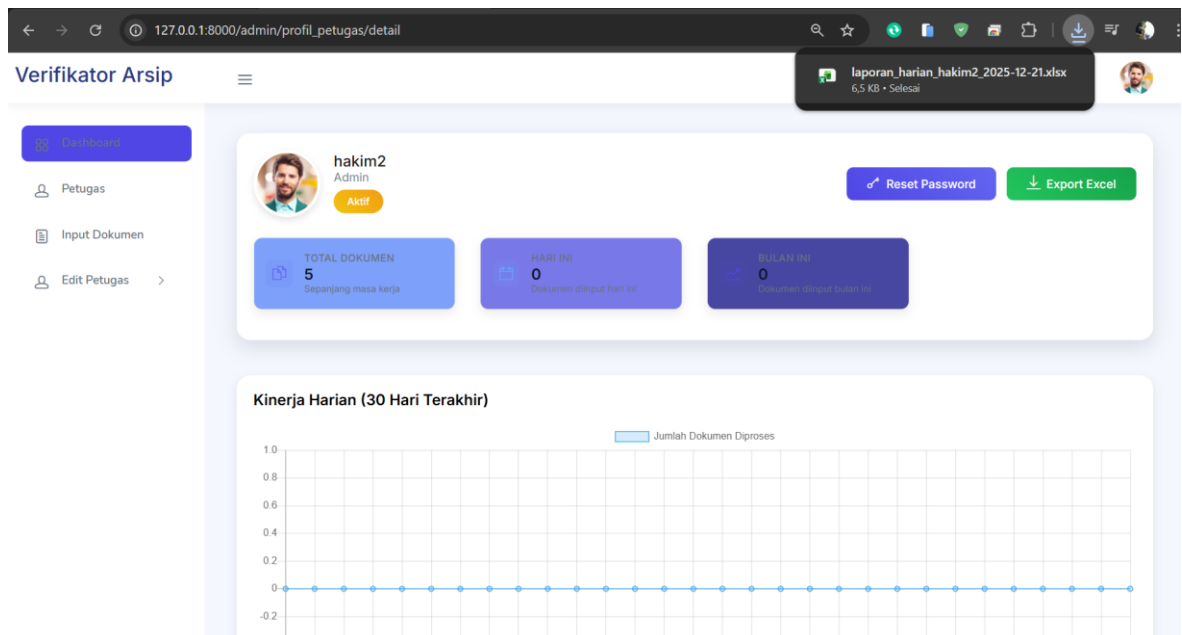 127.0.0.1:8000/admin/profil_petugas/detail
laporan_harian_hakim2_2025-12-21.xlsx
6,5 KB • Selesai
Verifikator Arsip
Dashboard
Petugas
Input Dokumen
Edit Petugas
hakim2
Admin
Aktif
Reset Password
Export Excel
TOTAL DOKUMEN
5
Sepanjang masa kerja
HARI INI
0
Dokumen diinput hari ini
BULAN INI
0
Dokumen diinput bulan ini
Kinerja Harian (30 Hari Terakhir)
Jumlah Dokumen Diproses
1.0
0.8
0.6
0.4
0.2
0
-0.2